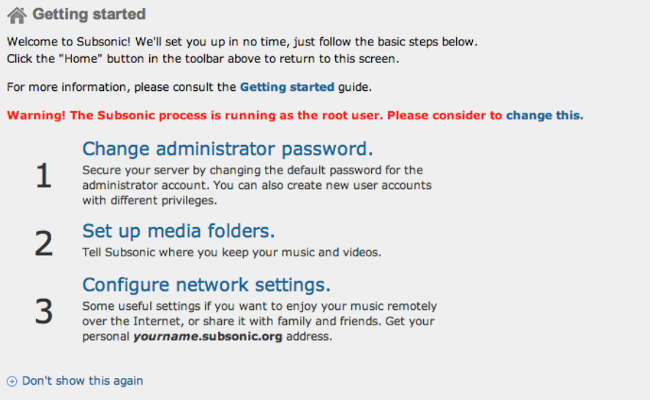 Getting started
Welcome to Subsonic! We'll set you up in no time, just follow the basic steps below.
Click the "Home" button in the toolbar above to return to this screen.
For more information, please consult the Getting started guide.
Warning! The Subsonic process is running as the root user. Please consider to change this.
1
Change administrator password.
Secure your server by changing the default password for the
administrator account. You can also create new user accounts
with different privileges.
2
Set up media folders.
Tell Subsonic where you keep your music and videos.
3
Configure network settings.
Some useful settings if you want to enjoy your music remotely
over the Internet, or share it with family and friends. Get your
personal yourname.subsonic.org address.
Don't show this again